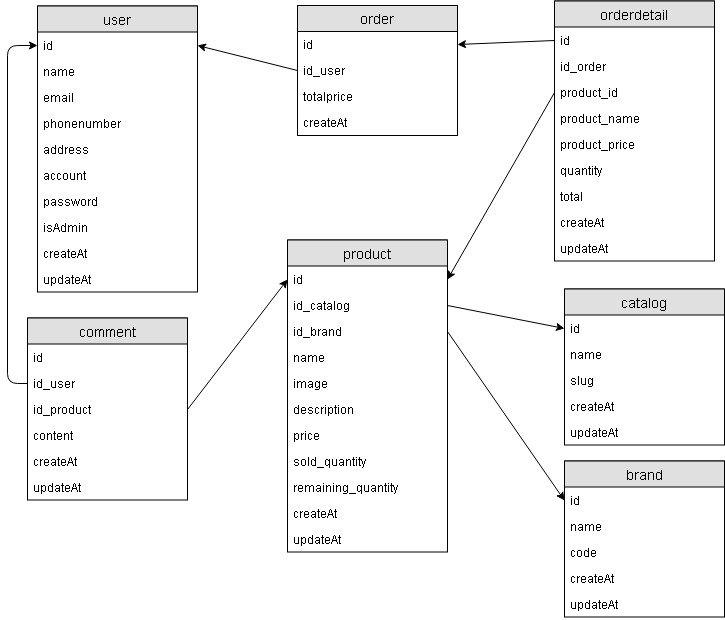 user
id
name
email
phonenumber
address
account
password
isAdmin
createAt
updateAt
order
id
id_user
totalprice
createAt
orderdetail
id
id_order
product_id
product_name
product_price
quantity
total
createAt
updateAt
product
id
id_catalog
id_brand
name
image
description
price
sold_quantity
remaining_quantity
createAt
updateAt
comment
id
id_user
id_product
content
createAt
updateAt
catalog
id
name
slug
createAt
updateAt
brand
id
name
code
createAt
updateAt